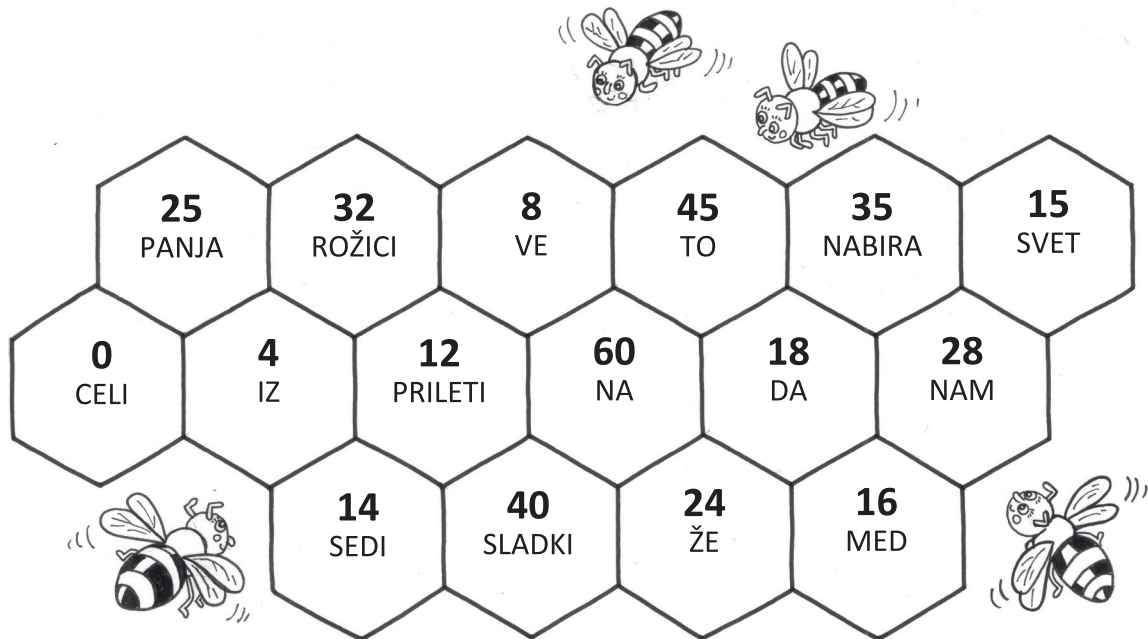 25
PANJA
32
ROŽICI
8
VE
45
TO
35
NABIRA
15
SVET
0
CELI
4
IZ
12
PRILETI
60
NA
18
DA
28
NAM
14
SEDI
40
SLADKI
24
ŽE
16
MED